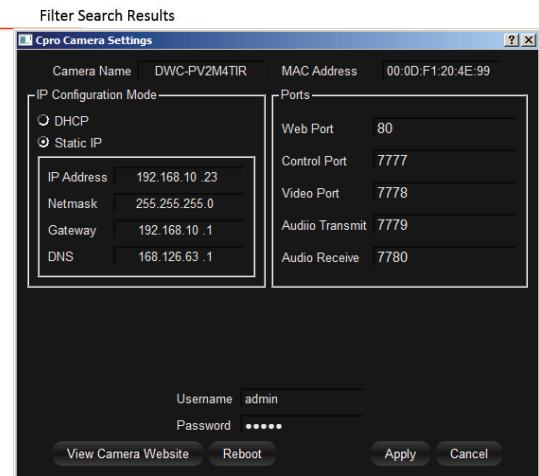 Filter Search Results
Cpro Camera Settings
Camera Name DWC-PV2M4TIR MAC Address 00:0D:F1:20:4E:99
IP Configuration Mode Ports
DHCP
Static IP
Web Port 80
Control Port 7777
IP Address 192.168.10 .23
Video Port 7778
Netmask 255.255.255.0
Gateway 192.168.10 .1
Audiio Transmit 7779
DNS 168.126.63 .1
Audio Receive 7780
Username admin
Password •••••
View Camera Website Reboot Apply Cancel